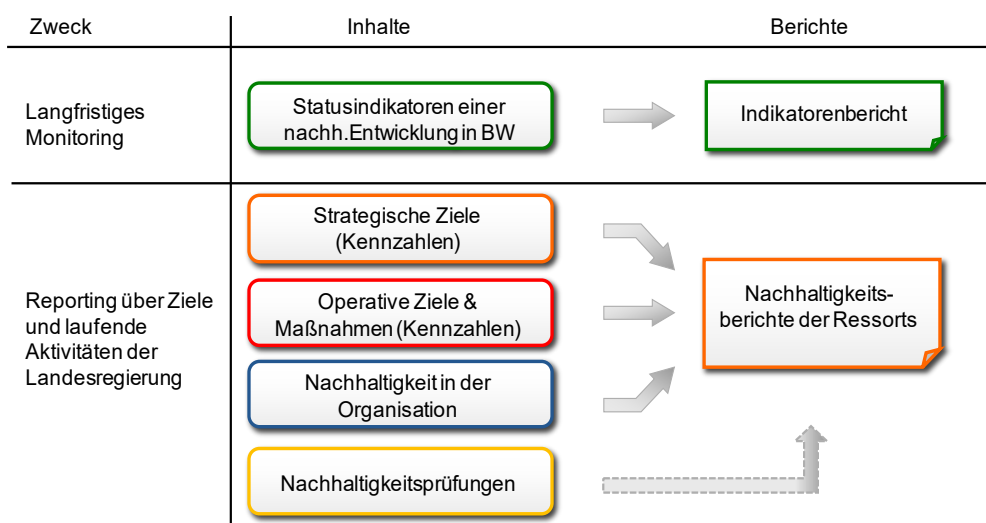 Zweck
Inhalte
Berichte
Langfristiges
Monitoring
Statusindikatoren einer
nachh.Entwicklung in BW
Indikatorenbericht
Reporting über Ziele
und laufende
Aktivitäten der
Landesregierung
Strategische Ziele
(Kennzahlen)
Operative Ziele &
Maßnahmen (Kennzahlen)
Nachhaltigkeit in der
Organisation
Nachhaltigkeitsprüfungen
Nachhaltigkeits-
berichte der Ressorts